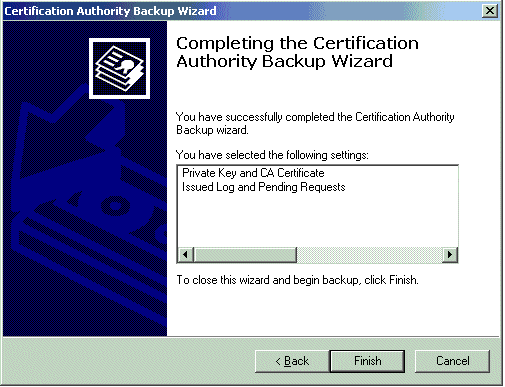 Certification Authority Backup Wizard
Completing the Certification
Authority Backup Wizard
You have successfully completed the Certification Authority
Backup wizard.
You have selected the following settings:
Private Key and CA Certificate
Issued Log and Pending Requests
To close this wizard and begin backup, click Finish.
< Back
Finish
Cancel